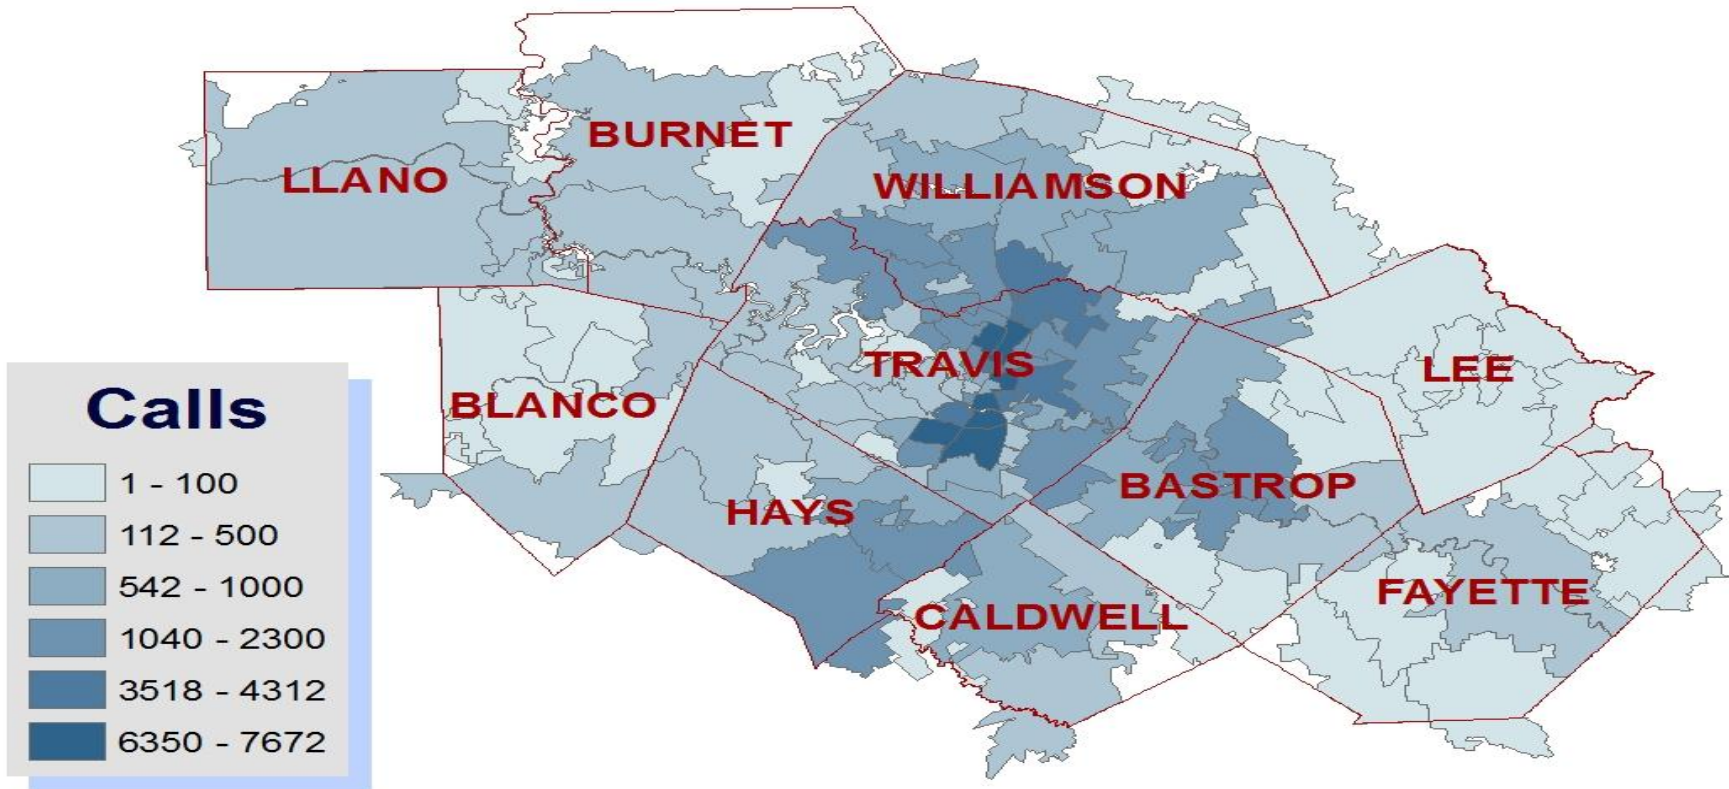 BURNET
LLANO
WILLIAMSON
TRAVIS
LEE
BLANCO
BASTROP
HAYS
FAYETTE
CALDWELL
Calls
1 - 100
112 - 500
542 - 1000
1040 - 2300
3518 - 4312
6350 - 7672